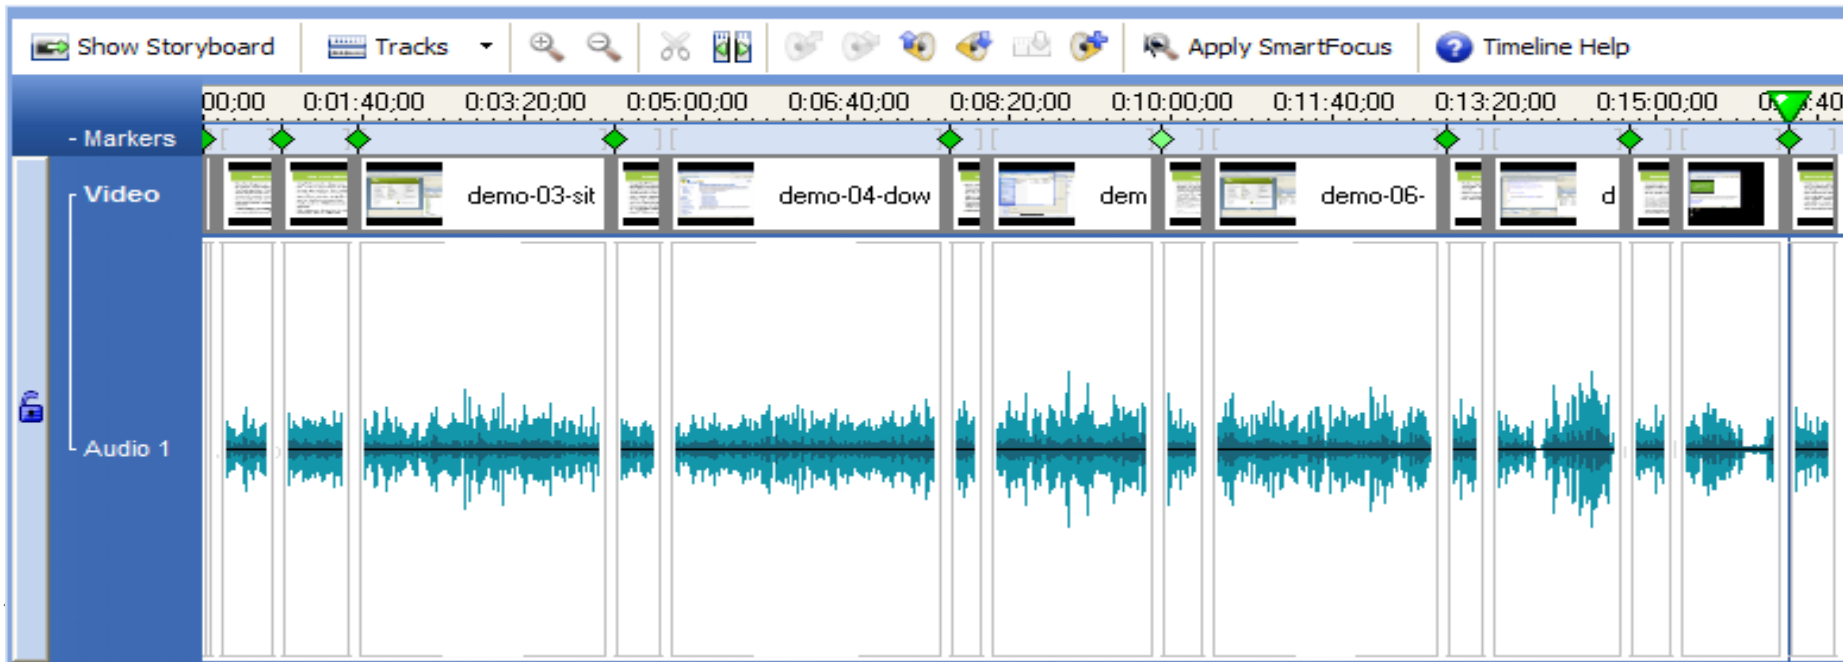 Show Storyboard Tracks Apply SmartFocus ? Timeline Help
00;00 0:01:40;00 0:03:20;00 0:05:00;00 0:06:40;00 0:08:20;00 0:10:00;00 0:11:40;00 0:13:20;00 0:15:00;00 :40
- Markers
Video demo-03-sit demo-04-dow dem demo-06- d
Audio 1